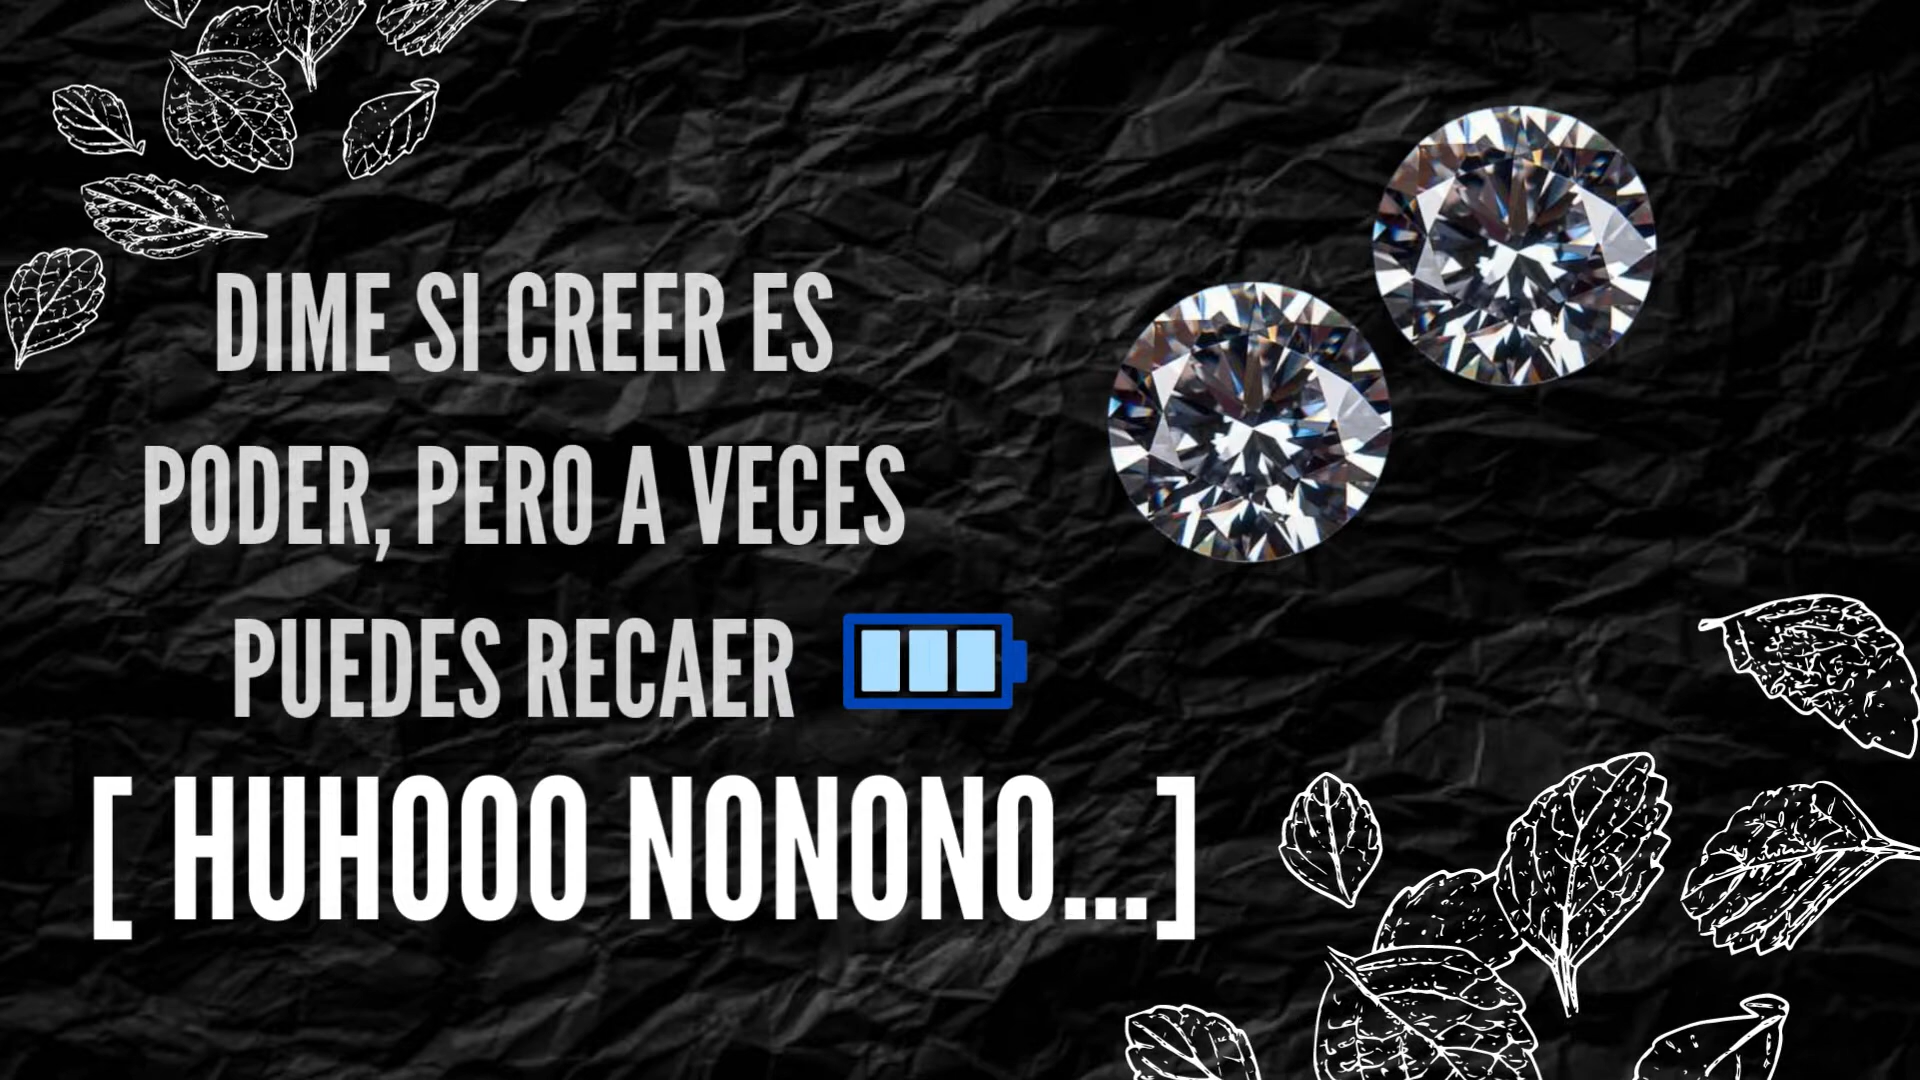 DIME SI CREER ES
PODER, PERO A VECES
PUEDES RECAER
[ HUHOOO NONONO...]